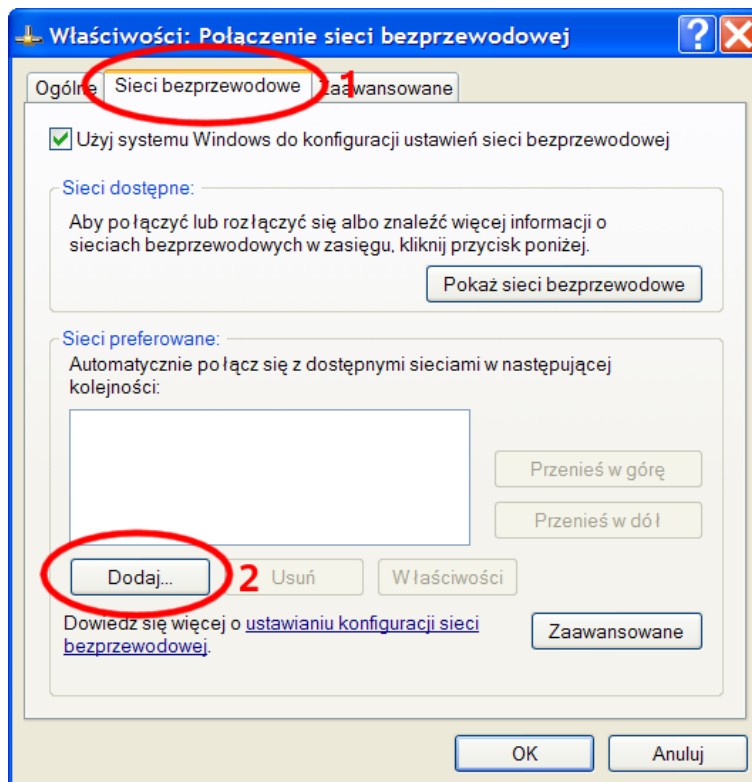 Właściwości: Połączenie sieci bezprzewodowej
Ogólne Sieci bezprzewodowe 1 Zaawansowane
Użyj systemu Windows do konfiguracji ustawień sieci bezprzewodowej
Sieci dostępne:
Aby połączyć lub rozłączyć się albo znaleźć więcej informacji o
sieciach bezprzewodowych w zasięgu, kliknij przycisk poniżej.
Pokaż sieci bezprzewodowe
Sieci preferowane:
Automatycznie połącz się z dostępnymi sieciami w następującej
kolejności:
Przenieś w górę
Przenieś w dół
Dodaj... 2 Usuń Właściwości
Dowiedz się więcej o ustawianiu konfiguracji sieci
bezprzewodowej.
Zaawansowane
OK Anuluj